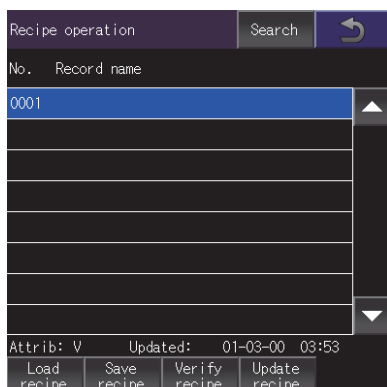 Recipe operation Search
No. Record name
0001
Attrib: V Updated: 01-03-00 03:53
Load Save Verify Update
recipe recipe recipe recipe